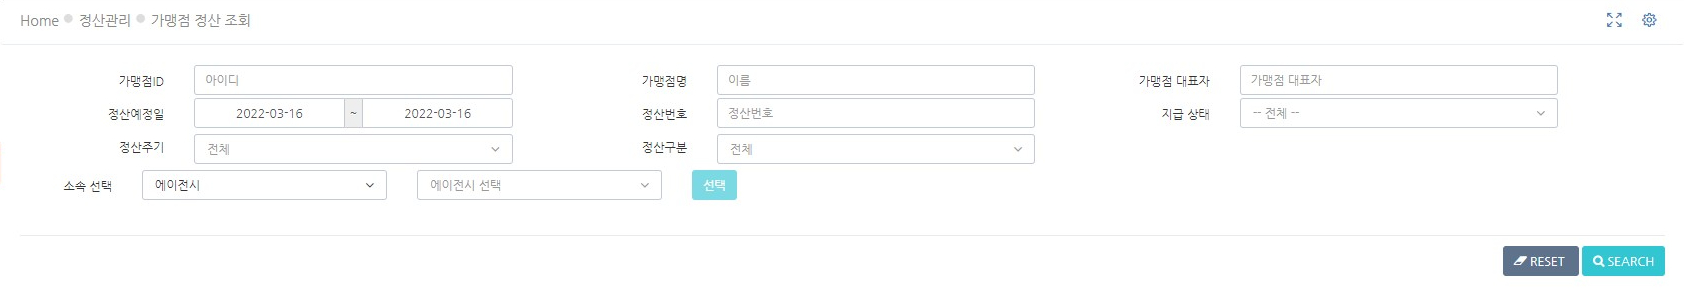 Home 정산관리 가맹점 정산 조회
가맹점ID 아이디 가맹점명 이름 가맹점 대표자 가맹점 대표자
정산예정일 2022-03-16 ~ 2022-03-16 정산번호 정산번호 지급 상태 -- 전체 --
정산주기 전체 정산구분 전체
소속 선택 에이전시 에이전시 선택 선택
RESET SEARCH